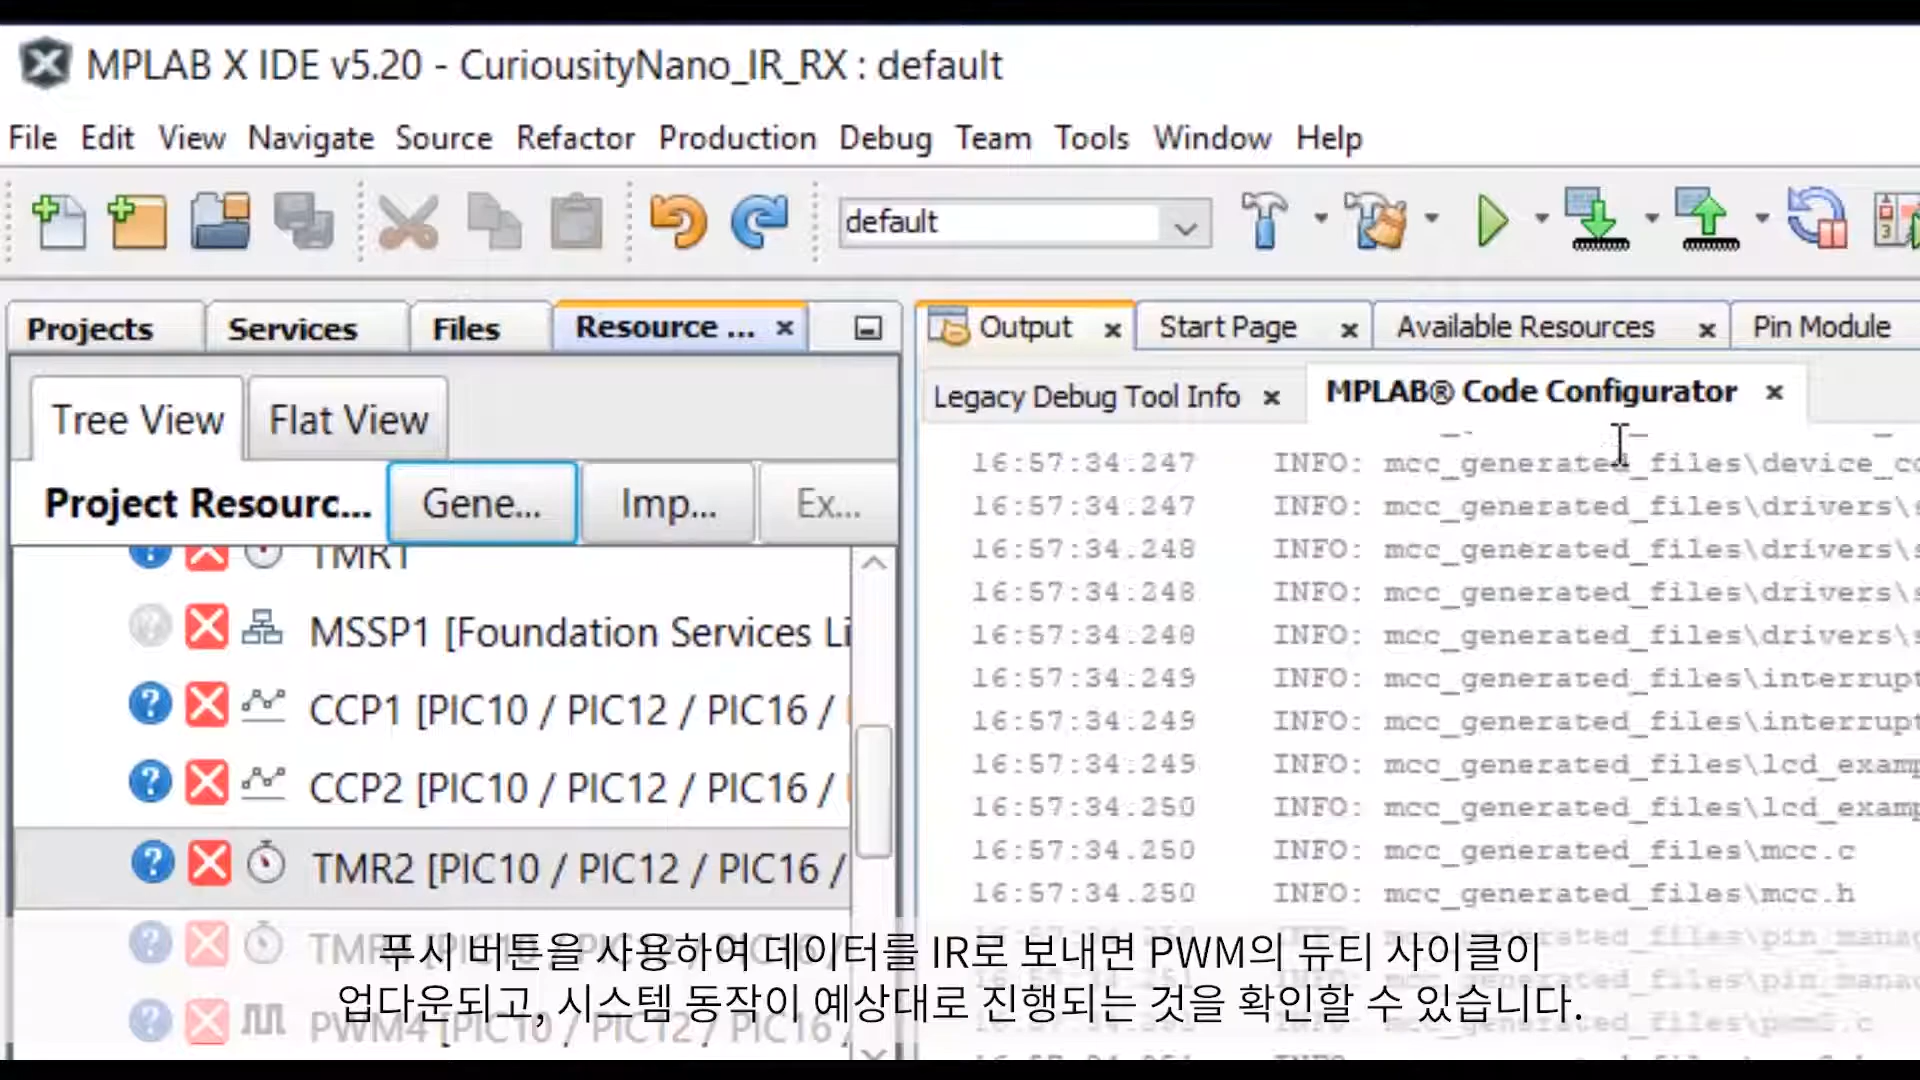 MPLAB X IDE v5.20 - CuriousityNano_IR_RX : default
File Edit View Navigate Source Refactor Production Debug Team Tools Window Help
default
Projects Services Files Resource ... Output Start Page Available Resources Pin Module
Legacy Debug Tool Info MPLAB® Code Configurator
Tree View Flat View
Project Resourc... Gene... Imp... Ex...
TMR1
MSSP1 [Foundation Services Li
CCP1 [PIC10 / PIC12 / PIC16 /
CCP2 [PIC10 / PIC12 / PIC16 /
TMR2 [PIC10 / PIC12 / PIC16 /
PWM4 [PIC10 / PIC12 / PIC16
16:57:34.247 INFO: mcc_generated_files\device_co
16:57:34.247 INFO: mcc_generated_files\drivers\s
16:57:34.248 INFO: mcc_generated_files\drivers\s
16:57:34.248 INFO: mcc_generated_files\drivers\s
16:57:34.248 INFO: mcc_generated_files\drivers\s
16:57:34.249 INFO: mcc_generated_files\interrupt
16:57:34.249 INFO: mcc_generated_files\interrupt
16:57:34.249 INFO: mcc_generated_files\lcd_examp
16:57:34.250 INFO: mcc_generated_files\lcd_examp
16:57:34.250 INFO: mcc_generated_files\mcc.c
16:57:34.250 INFO: mcc_generated_files\mcc.h
푸시 버튼을 사용하여 데이터를 IR로 보내면 PWM의 듀티 사이클이
업다운되고, 시스템 동작이 예상대로 진행되는 것을 확인할 수 있습니다.